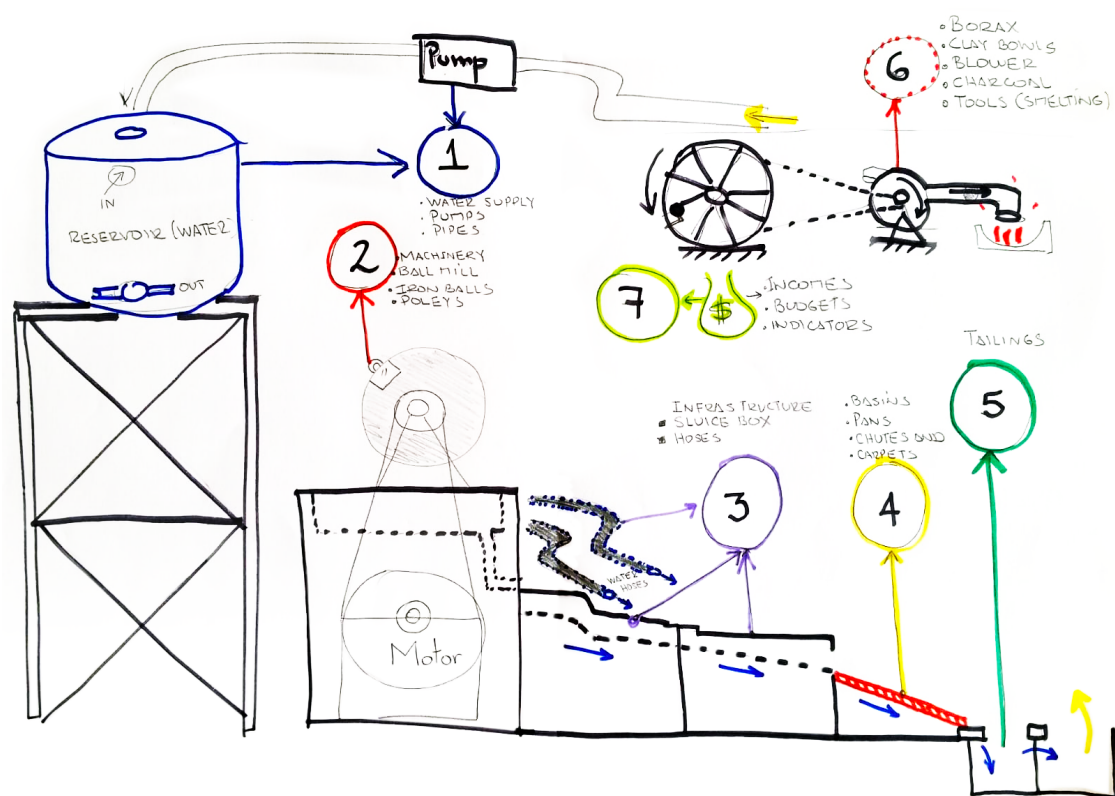 Pump
1
• WATER SUPPLY
• PUMPS
• PIPES
IN
RESERVOIR (WATER)
OUT
2
MACHINERY
• BALL MILL
• IRON BALLS
• POLEYS
6
• BORAX
• CLAY BOWLS
• BLOWER
• CHARCOAL
• TOOLS (SMELTING)
7
$
• INCOMES
• BUDGETS
• INDICATORS
TAILINGS
5
INFRASTRUCTURE
▪ SLUICE BOX
▪ HOSES
3
• BASINS
• PANS
• CHUTES AND
• CARPETS
4
WATER
HOSES
Motor